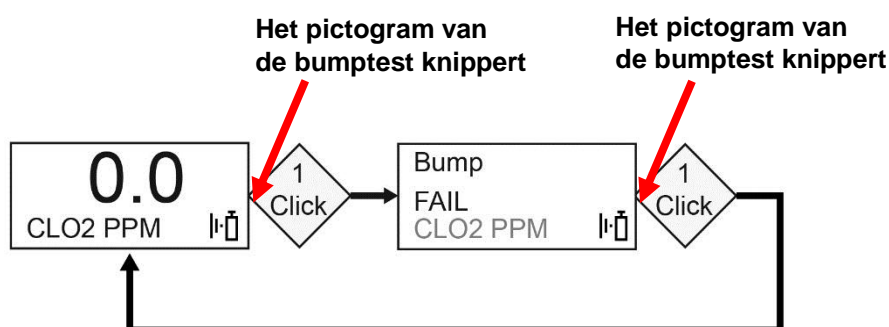 Het pictogram van
de bumptest knippert
Het pictogram van
de bumptest knippert
0.0
CLO2 PPM
1
Click
Bump
FAIL
CLO2 PPM
1
Click